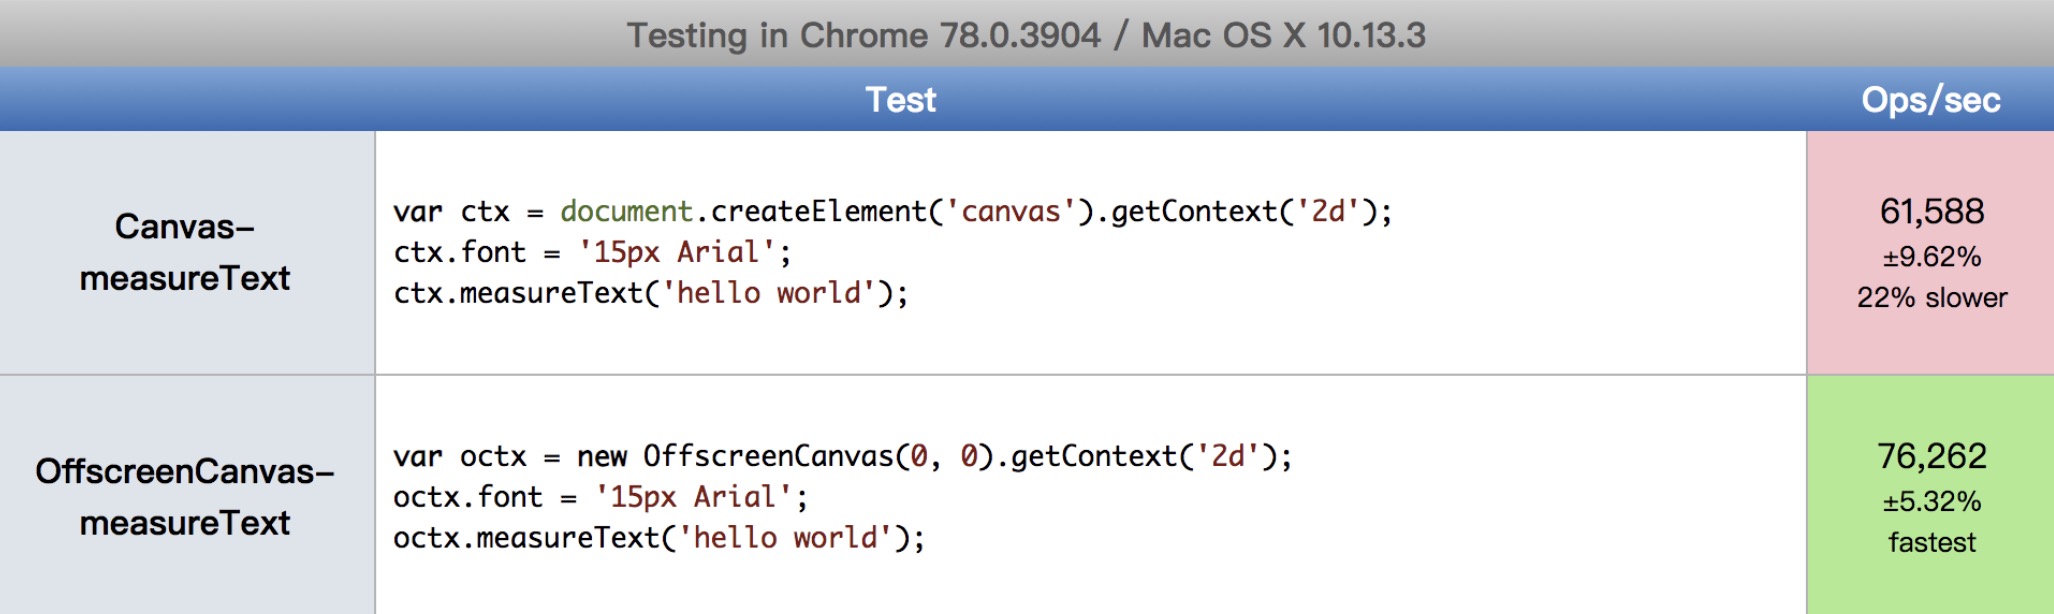 Testing in Chrome 78.0.3904 / Mac OS X 10.13.3
Test
Ops/sec
Canvas-
measureText
var ctx = document.createElement('canvas').getContext('2d');
ctx.font = '15px Arial';
ctx.measureText('hello world');
61,588
±9.62%
22% slower
OffscreenCanvas-
measureText
var octx = new OffscreenCanvas(0, 0).getContext('2d');
octx.font = '15px Arial';
octx.measureText('hello world');
76,262
±5.32%
fastest